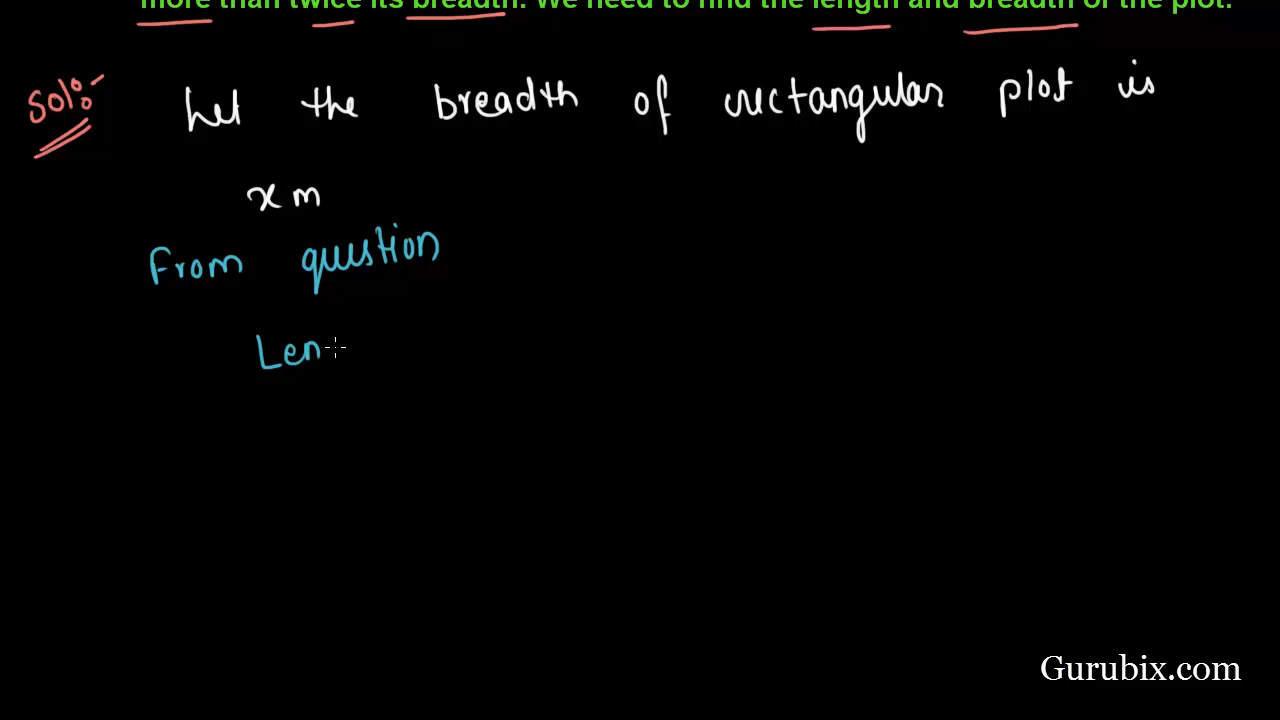 more than twice its breadth. We need to find the length and breadth of the plot.
Sol:-
Let the breadth of rectangular plot is
x m
From question
Len
Gurubix.com